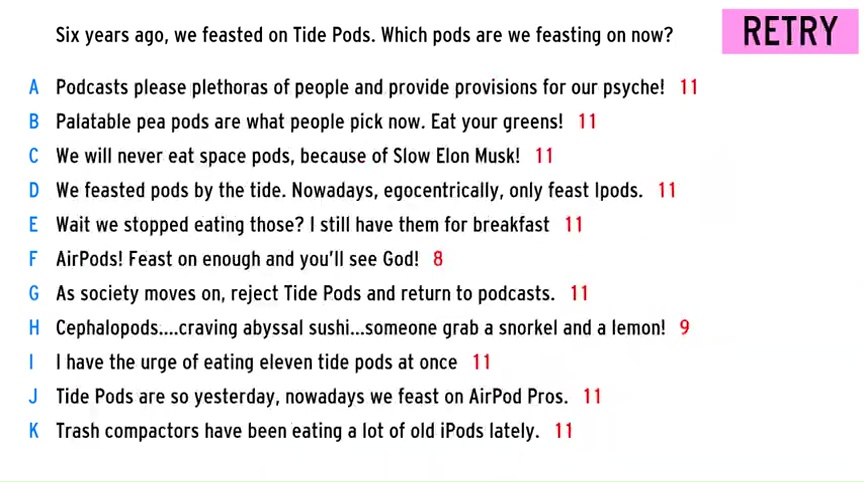 Six years ago, we feasted on Tide Pods. Which pods are we feasting on now?
RETRY
A Podcasts please plethoras of people and provide provisions for our psyche! 11
B Palatable pea pods are what people pick now. Eat your greens! 11
C We will never eat space pods, because of Slow Elon Musk! 11
D We feasted pods by the tide. Nowadays, egocentrically, only feast Ipods. 11
E Wait we stopped eating those? I still have them for breakfast 11
F AirPods! Feast on enough and you'll see God! 8
G As society moves on, reject Tide Pods and return to podcasts. 11
H Cephalopods....craving abyssal sushi...someone grab a snorkel and a lemon! 9
I I have the urge of eating eleven tide pods at once 11
J Tide Pods are so yesterday, nowadays we feast on AirPod Pros. 11
K Trash compactors have been eating a lot of old iPods lately. 11